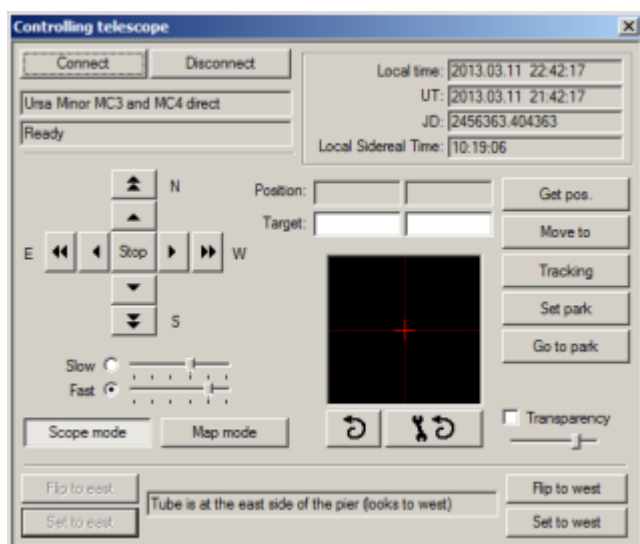 Controlling telescope
Connect Disconnect
Ursa Minor MC3 and MC4 direct
Ready
Local time: 2013.03.11 22:42:17
UT: 2013.03.11 21:42:17
JD: 2456363.404363
Local Sidereal Time: 10:19:06
N
E Stop W
S
Position:
Target:
Get pos.
Move to
Tracking
Set park
Go to park
Slow
Fast
Scope mode Map mode
Transparency
Flip to east
Set to east
Tube is at the east side of the pier (looks to west)
Flip to west
Set to west